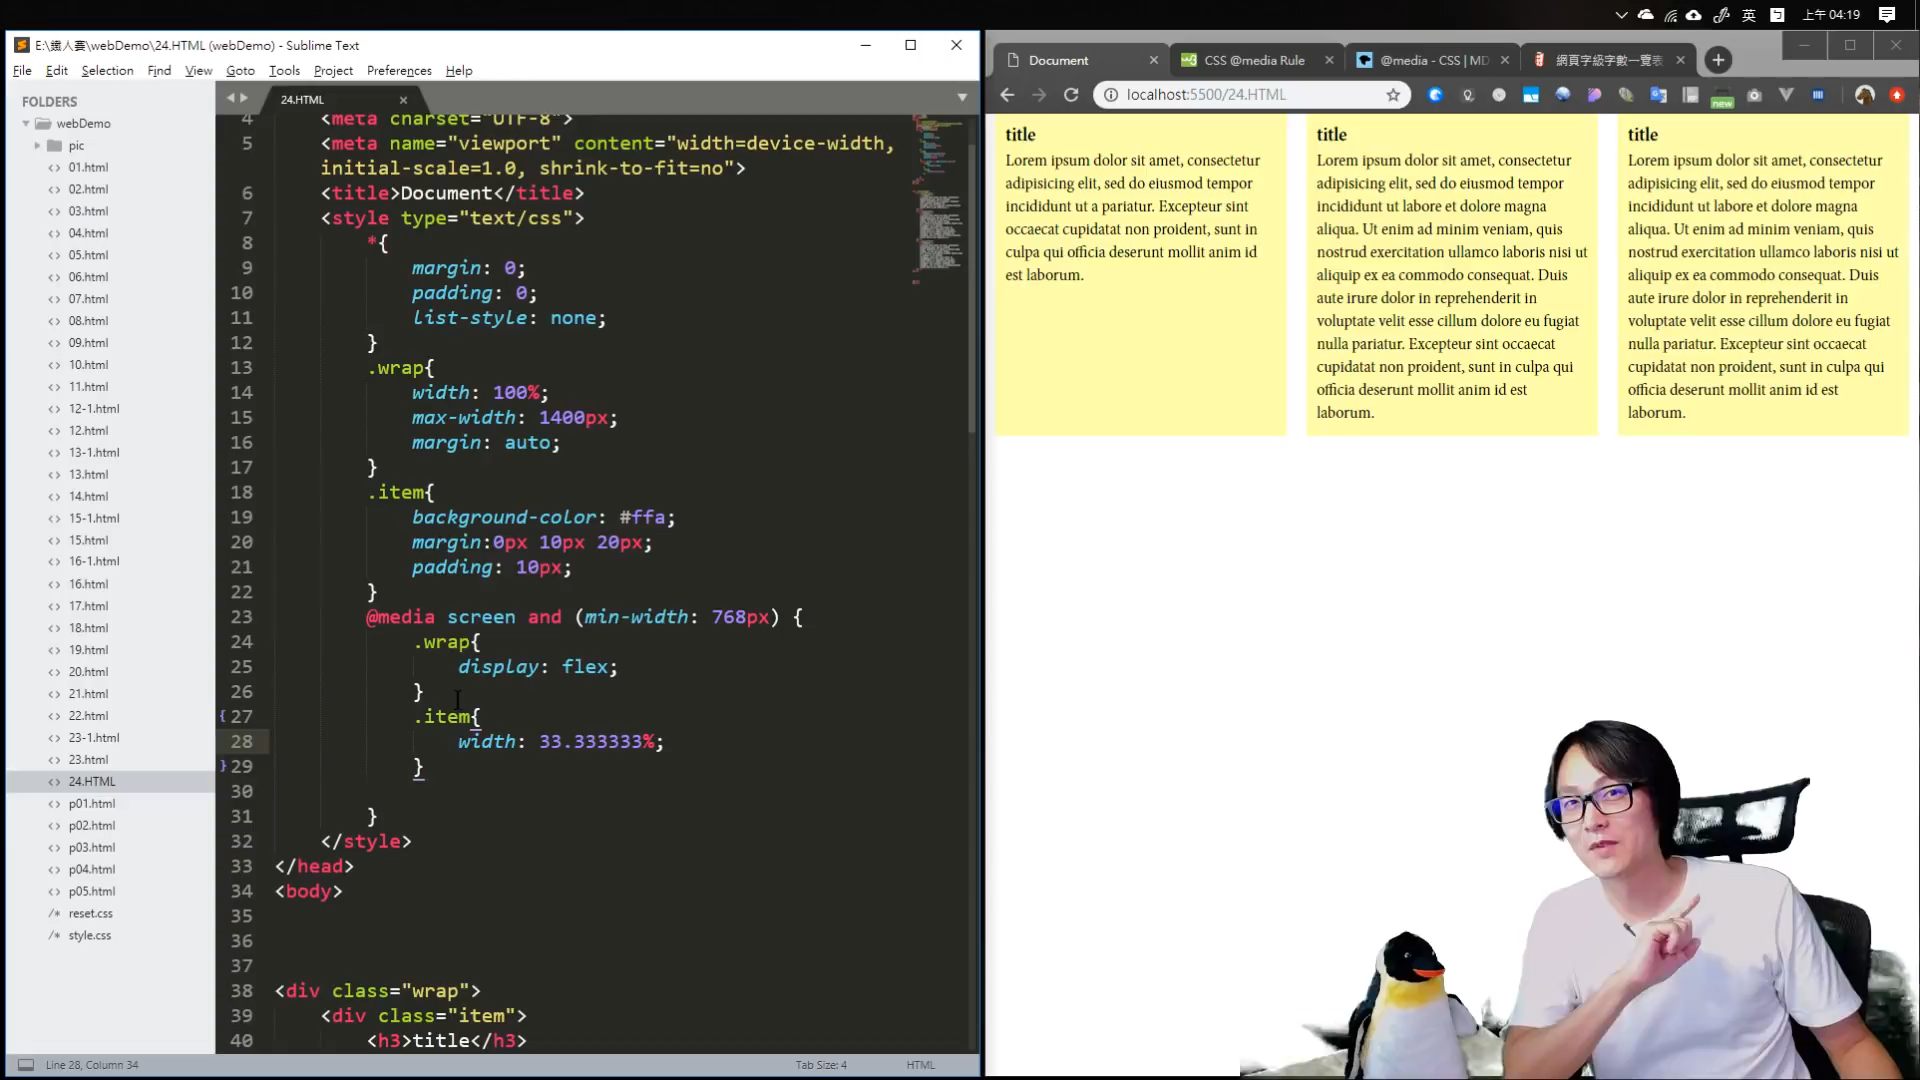 英 上午 04:19
E:\鐵人賽\webDemo\24.HTML (webDemo) - Sublime Text
File Edit Selection Find View Goto Tools Project Preferences Help
FOLDERS
webDemo
pic
01.html
02.html
03.html
04.html
05.html
06.html
07.html
08.html
09.html
10.html
11.html
12-1.html
12.html
13-1.html
13.html
14.html
15-1.html
15.html
16-1.html
16.html
17.html
18.html
19.html
20.html
21.html
22.html
23-1.html
23.html
24.HTML
p01.html
p02.html
p03.html
p04.html
p05.html
/* reset.css
/* style.css
24.HTML
4 <meta charset="UTF-8">
5 <meta name="viewport" content="width=device-width,
initial-scale=1.0, shrink-to-fit=no">
6 <title>Document</title>
7 <style type="text/css">
8 *{
9 margin: 0;
10 padding: 0;
11 list-style: none;
12 }
13 .wrap{
14 width: 100%;
15 max-width: 1400px;
16 margin: auto;
17 }
18 .item{
19 background-color: #ffa;
20 margin:0px 10px 20px;
21 padding: 10px;
22 }
23 @media screen and (min-width: 768px) {
24 .wrap{
25 display: flex;
26 }
27 .item{
28 width: 33.333333%;
29 }
30
31 }
32 </style>
33 </head>
34 <body>
35
36
37
38 <div class="wrap">
39 <div class="item">
40 <h3>title</h3>
Line 28, Column 34 Tab Size: 4 HTML
Document
CSS @media Rule
@media - CSS | MD
網頁字級字數一覽表
localhost:5500/24.HTML
new
title
Lorem ipsum dolor sit amet, consectetur
adipisicing elit, sed do eiusmod tempor
incididunt ut a pariatur. Excepteur sint
occaecat cupidatat non proident, sunt in
culpa qui officia deserunt mollit anim id
est laborum.
title
Lorem ipsum dolor sit amet, consectetur
adipisicing elit, sed do eiusmod tempor
incididunt ut labore et dolore magna
aliqua. Ut enim ad minim veniam, quis
nostrud exercitation ullamco laboris nisi ut
aliquip ex ea commodo consequat. Duis
aute irure dolor in reprehenderit in
voluptate velit esse cillum dolore eu fugiat
nulla pariatur. Excepteur sint occaecat
cupidatat non proident, sunt in culpa qui
officia deserunt mollit anim id est
laborum.
title
Lorem ipsum dolor sit amet, consectetur
adipisicing elit, sed do eiusmod tempor
incididunt ut labore et dolore magna
aliqua. Ut enim ad minim veniam, quis
nostrud exercitation ullamco laboris nisi ut
aliquip ex ea commodo consequat. Duis
aute irure dolor in reprehenderit in
voluptate velit esse cillum dolore eu fugiat
nulla pariatur. Excepteur sint occaecat
cupidatat non proident, sunt in culpa qui
officia deserunt mollit anim id est
laborum.